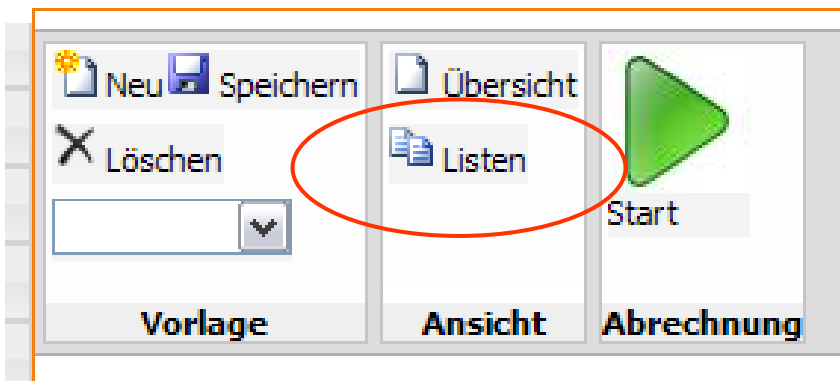 Neu Speichern
Löschen
Vorlage
Übersicht
Listen
Ansicht
Start
Abrechnung